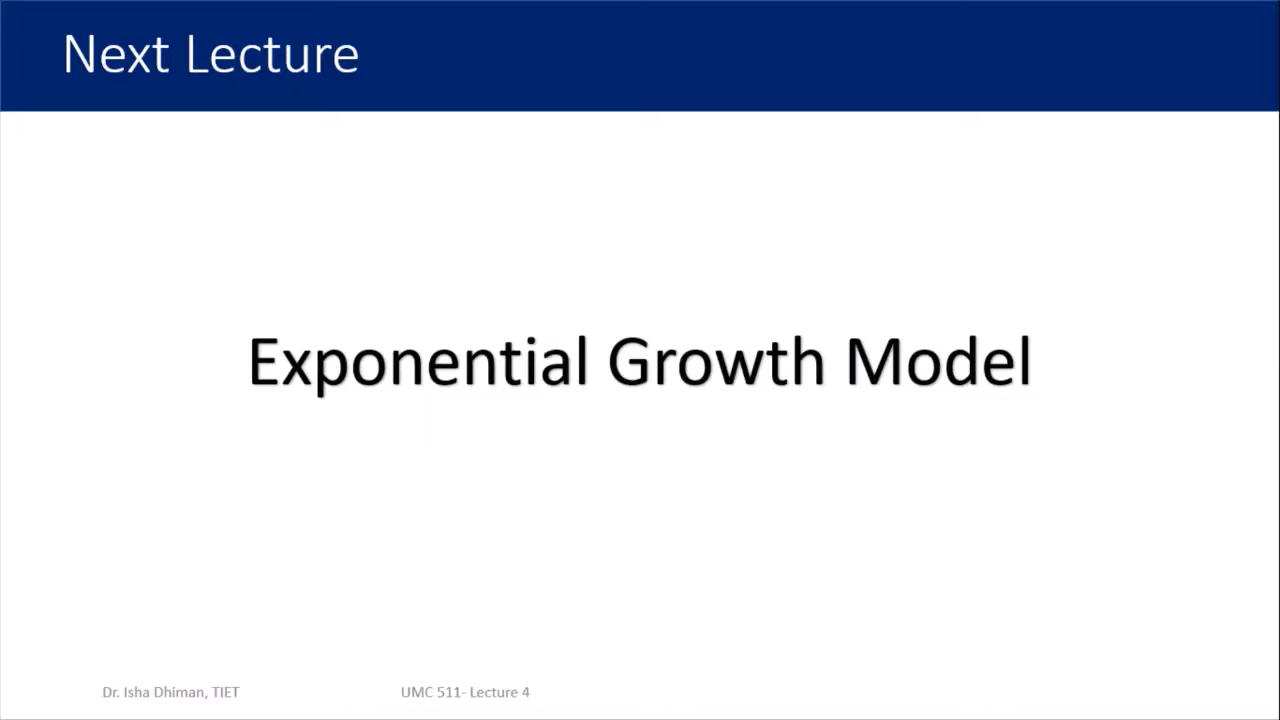 Next Lecture
Exponential Growth Model
Dr. Isha Dhiman, TIET
UMC 511- Lecture 4